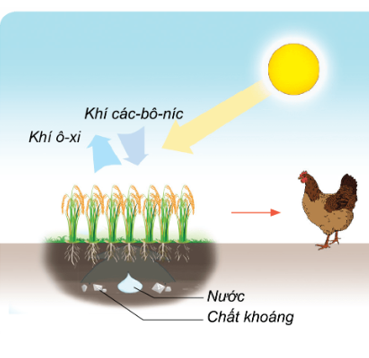 Khí các-bô-níc
Khí ô-xi
Nước
Chất khoáng